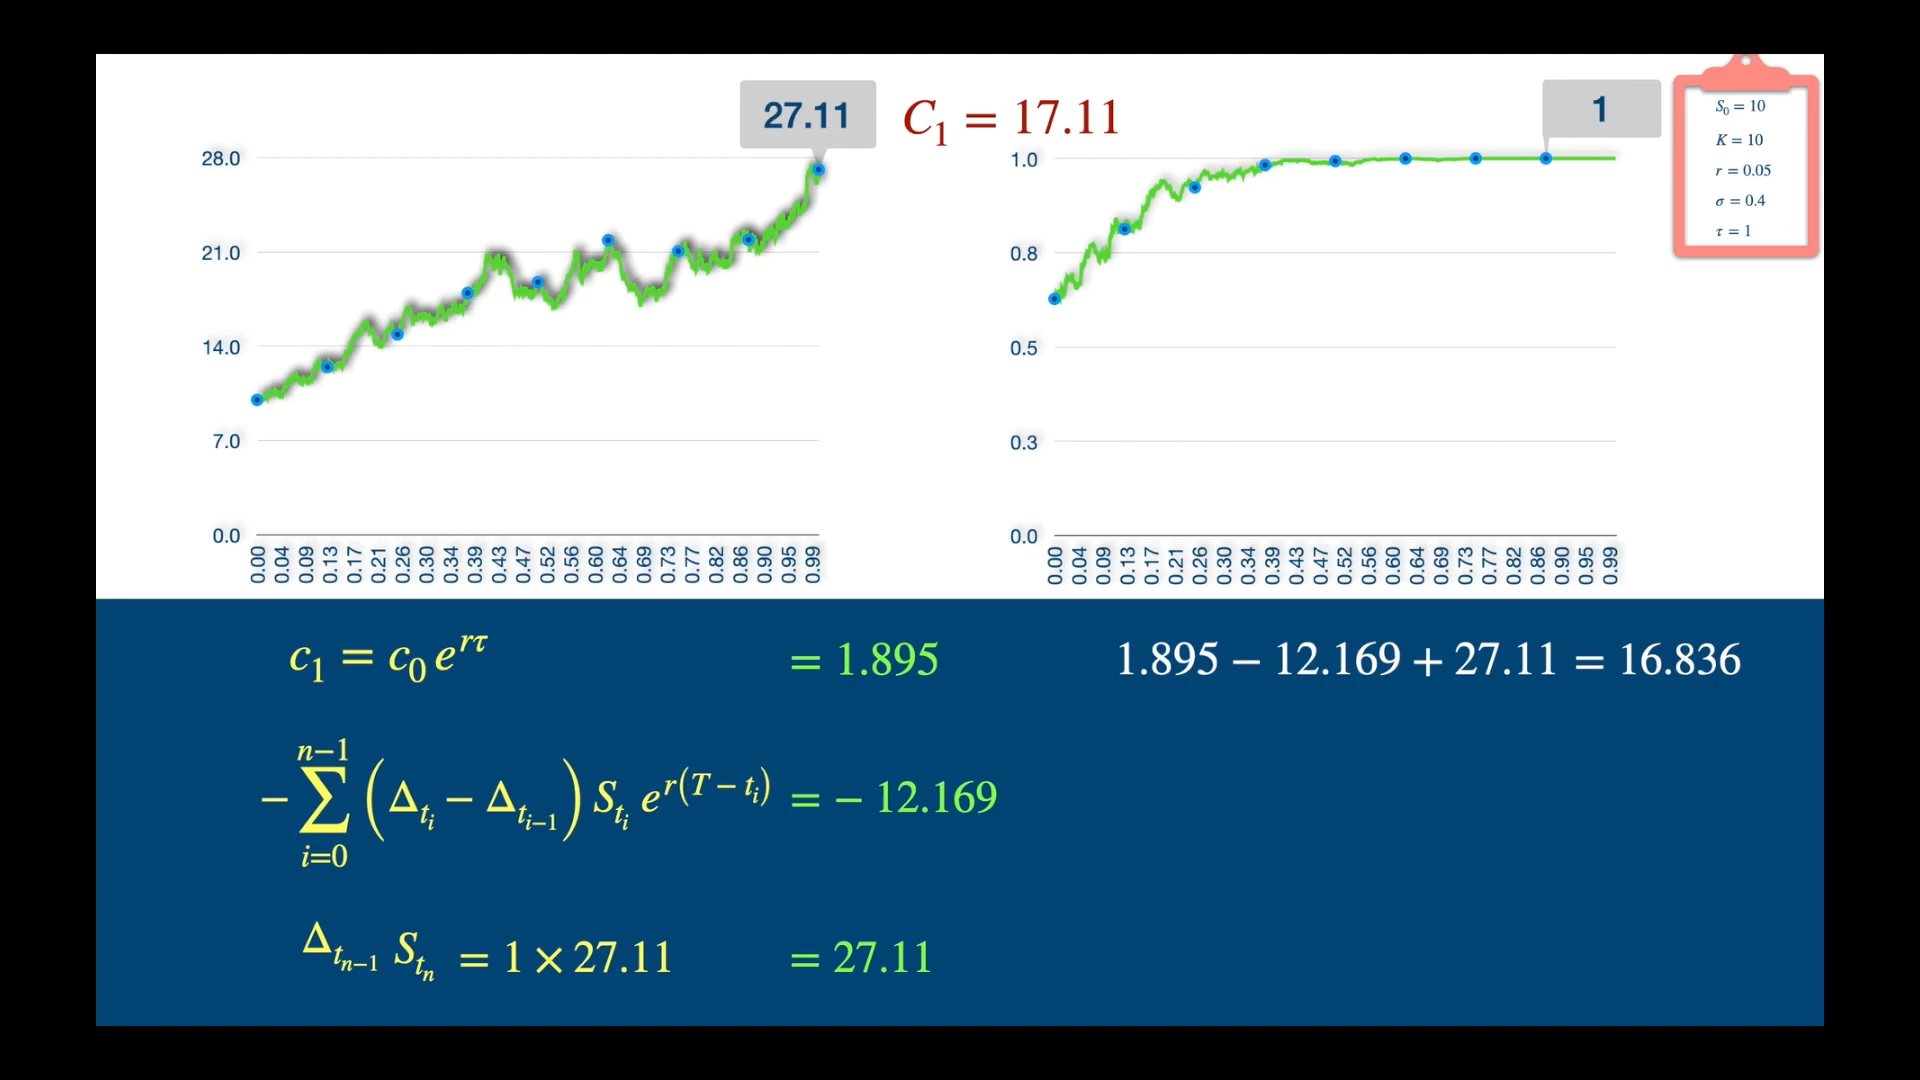 27.11
C₁ = 17.11
1
S₀ = 10
K = 10
r = 0.05
σ = 0.4
τ = 1
28.0
21.0
14.0
7.0
0.0
0.00 0.04 0.09 0.13 0.17 0.21 0.26 0.30 0.34 0.39 0.43 0.47 0.52 0.56 0.60 0.64 0.69 0.73 0.77 0.82 0.86 0.90 0.95 0.99
1.0
0.8
0.5
0.3
0.0
0.00 0.04 0.09 0.13 0.17 0.21 0.26 0.30 0.34 0.39 0.43 0.47 0.52 0.56 0.60 0.64 0.69 0.73 0.77 0.82 0.86 0.90 0.95 0.99
c₁ = c₀ e^{rτ} = 1.895
1.895 − 12.169 + 27.11 = 16.836
− ∑_{i=0}^{n−1} (Δ_{t_i} − Δ_{t_{i−1}}) S_{t_i} e^{r(T − t_i)} = − 12.169
Δ_{t_{n−1}} S_{t_n} = 1 × 27.11 = 27.11